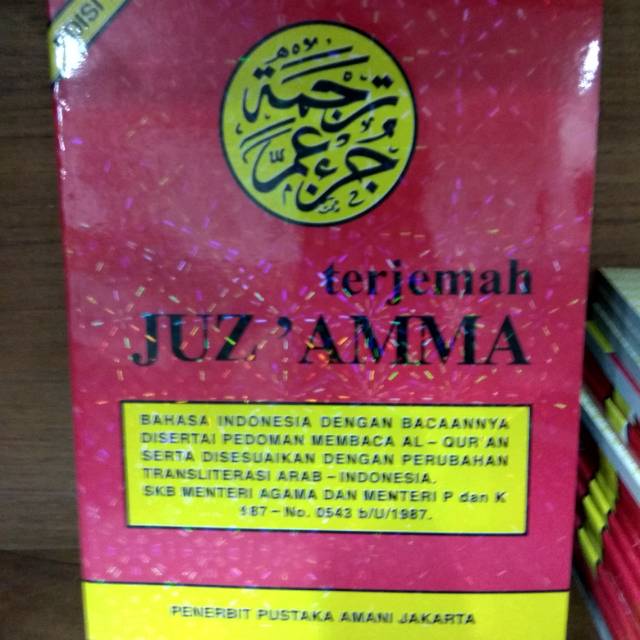 DISI
ترجمة
جزء عم
terjemah
JUZ 'AMMA
BAHASA INDONESIA DENGAN BACAANNYA
DISERTAI PEDOMAN MEMBACA AL – QUR'AN
SERTA DISESUAIKAN DENGAN PERUBAHAN
TRANSLITERASI ARAB – INDONESIA.
SKB MENTERI AGAMA DAN MENTERI P dan K
– No. 0543 b/U/1987.
PENERBIT PUSTAKA AMANI JAKARTA